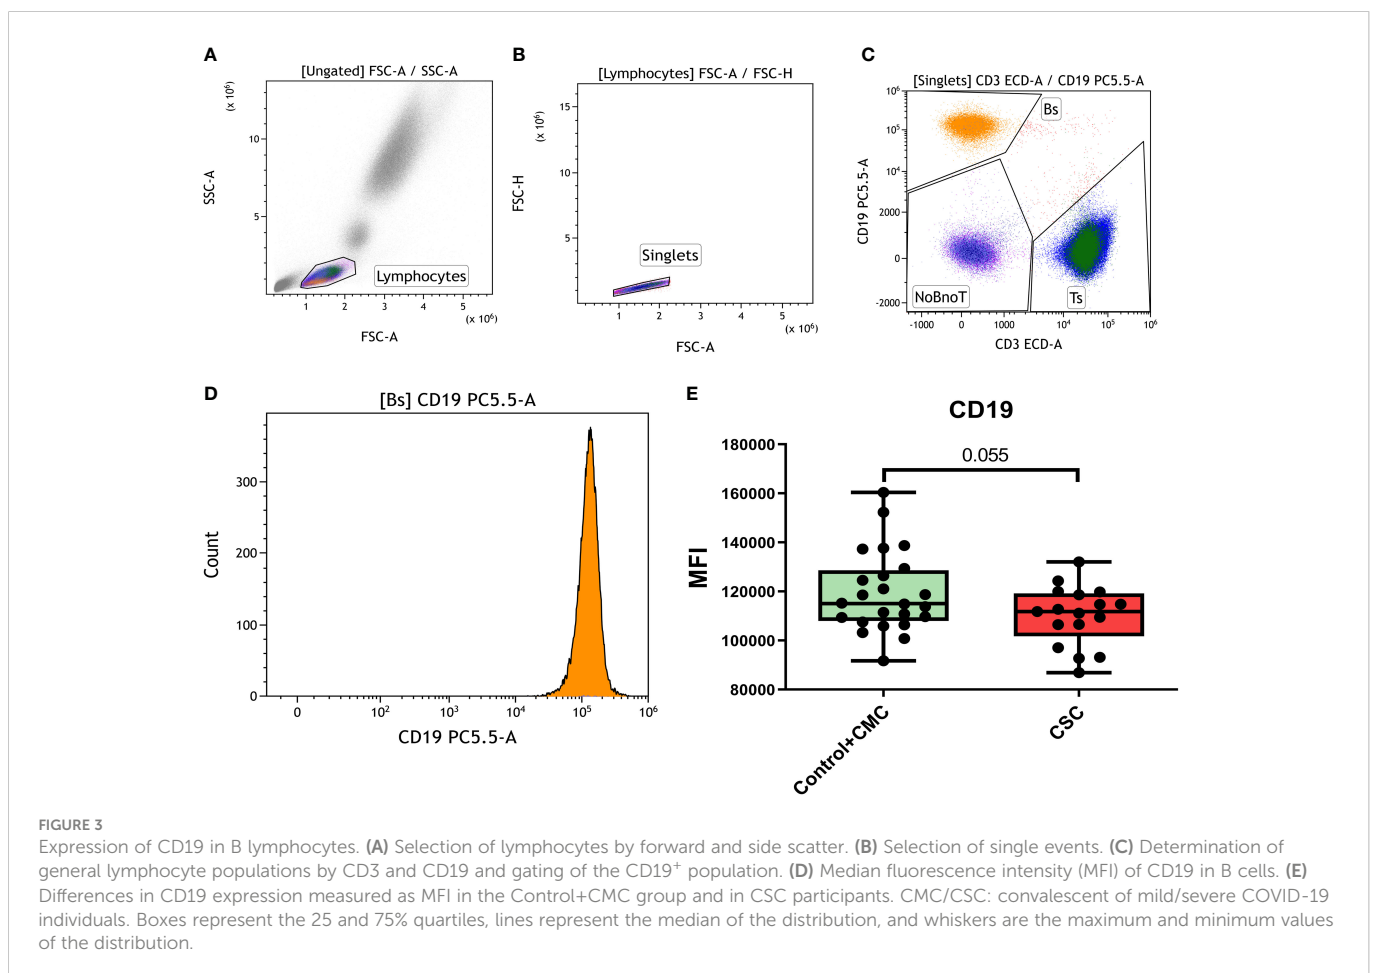 A
[Ungated] FSC-A / SSC-A
(x 10⁶)
10
5
SSC-A
Lymphocytes
1
2
3
4
5
(x 10⁶)
FSC-A
B
[Lymphocytes] FSC-A / FSC-H
(x 10⁶)
15
10
5
FSC-H
Singlets
1
2
3
4
5
(x 10⁶)
FSC-A
C
[Singlets] CD3 ECD-A / CD19 PC5.5-A
10⁶
10⁵
10⁴
2000
0
-2000
CD19 PC5.5-A
Bs
NoBnoT
Ts
-1000
0
1000
10⁴
10⁵
10⁶
CD3 ECD-A
D
[Bs] CD19 PC5.5-A
300
200
100
0
Count
0
10²
10³
10⁴
10⁵
10⁶
CD19 PC5.5-A
E
CD19
180000
160000
140000
120000
100000
80000
MFI
0.055
Control+CMC
CSC
FIGURE 3
Expression of CD19 in B lymphocytes. (A) Selection of lymphocytes by forward and side scatter. (B) Selection of single events. (C) Determination of
general lymphocyte populations by CD3 and CD19 and gating of the CD19⁺ population. (D) Median fluorescence intensity (MFI) of CD19 in B cells. (E)
Differences in CD19 expression measured as MFI in the Control+CMC group and in CSC participants. CMC/CSC: convalescent of mild/severe COVID-19
individuals. Boxes represent the 25 and 75% quartiles, lines represent the median of the distribution, and whiskers are the maximum and minimum values
of the distribution.